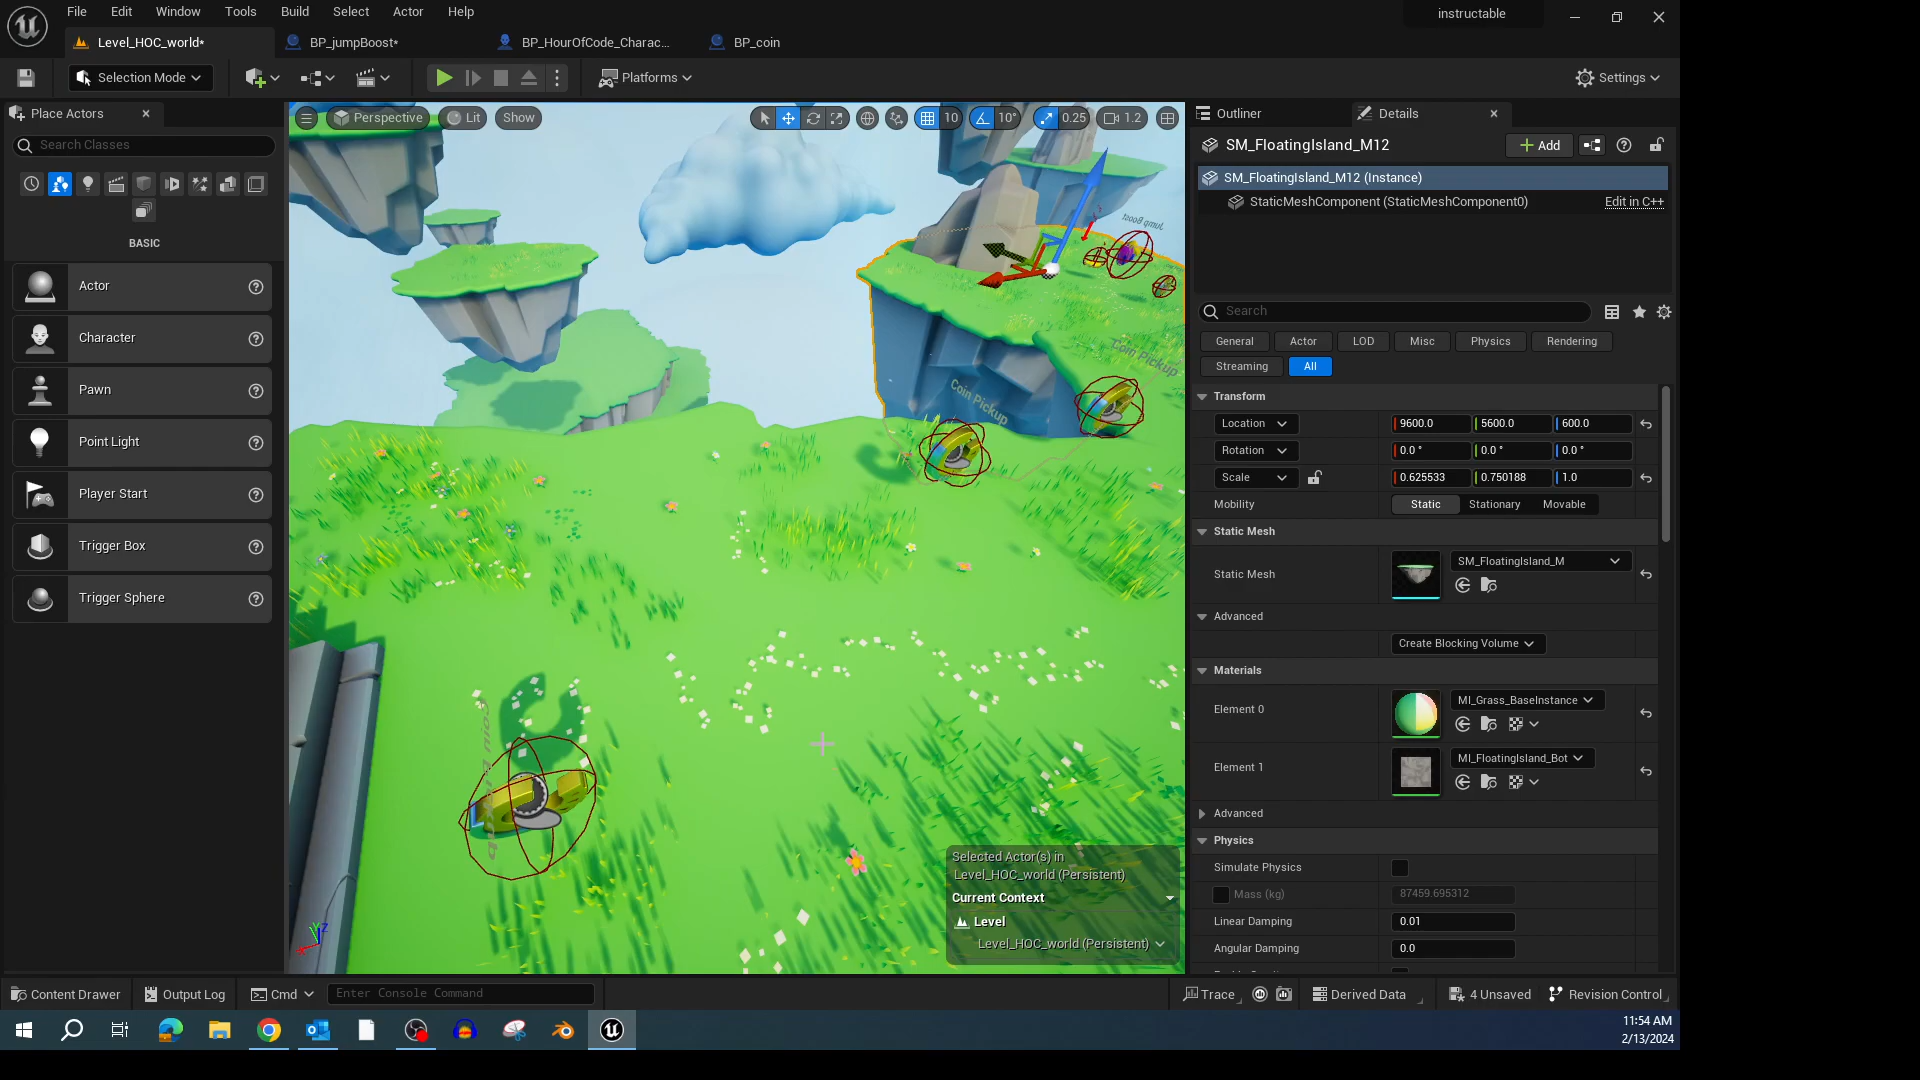 File Edit Window Tools Build Select Actor Help
instructable
Level_HOC_world* BP_jumpBoost* BP_HourOfCode_Charac... BP_coin
Selection Mode Platforms Settings
Place Actors
Search Classes
BASIC
Actor
Character
Pawn
Point Light
Player Start
Trigger Box
Trigger Sphere
Perspective Lit Show 10 10° 0.25 1.2
Jump Boost
Coin Pickup
Coin Pickup
Selected Actor(s) in
Level_HOC_world (Persistent)
Current Context
Level
Level_HOC_world (Persistent)
Outliner Details
SM_FloatingIsland_M12 Add
SM_FloatingIsland_M12 (Instance)
StaticMeshComponent (StaticMeshComponent0) Edit in C++
Search
General Actor LOD Misc Physics Rendering
Streaming All
Transform
Location 9600.0 5600.0 600.0
Rotation 0.0 ° 0.0 ° 0.0 °
Scale 0.625533 0.750188 1.0
Mobility Static Stationary Movable
Static Mesh
Static Mesh SM_FloatingIsland_M
Advanced
Create Blocking Volume
Materials
Element 0 MI_Grass_BaseInstance
Element 1 MI_FloatingIsland_Bot
Advanced
Physics
Simulate Physics
Mass (kg) 87459.695312
Linear Damping 0.01
Angular Damping 0.0
Content Drawer Output Log Cmd Enter Console Command Trace Derived Data 4 Unsaved Revision Control
11:54 AM
2/13/2024